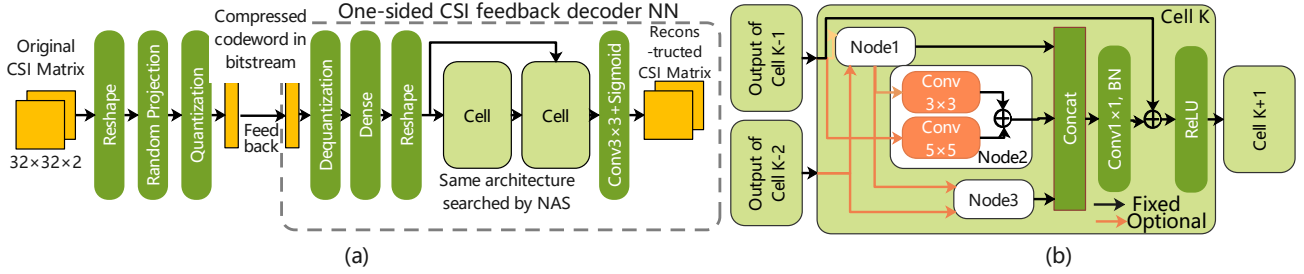 One-sided CSI feedback decoder NN
Compressed
codeword in
bitstream
Original
CSI Matrix
32×32×2
Reshape
Random Projection
Quantization
Feed
back
Dequantization
Dense
Reshape
Cell
Cell
Same architecture
searched by NAS
Conv3×3+Sigmoid
Recons
-tructed
CSI Matrix
(a)
Output of
Cell K-1
Output of
Cell K-2
Cell K
Node1
Conv
3×3
Conv
5×5
Node2
Node3
Concat
Conv1×1, BN
ReLU
Cell K+1
Fixed
Optional
(b)